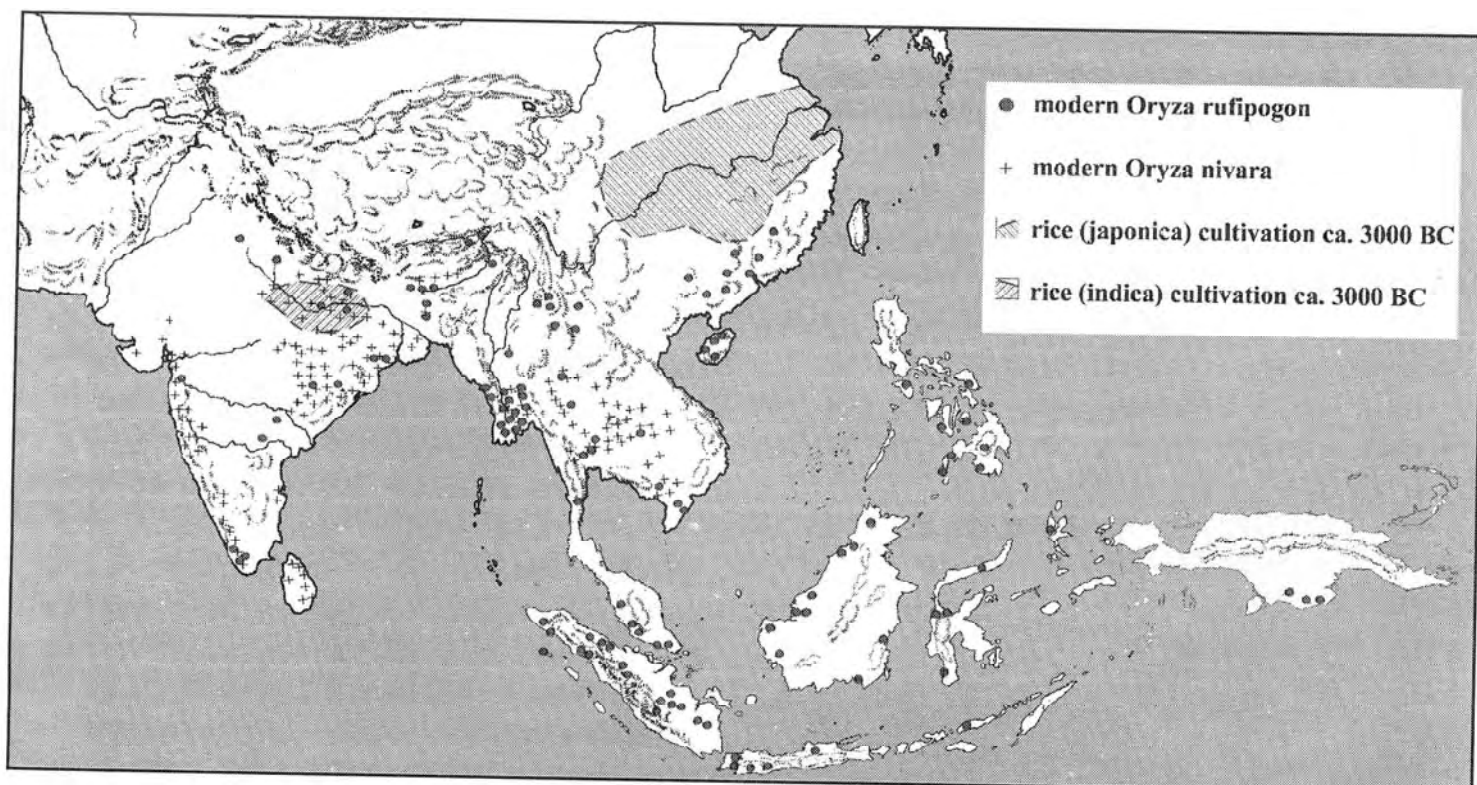 modern Oryza rufipogon
modern Oryza nivara
rice (japonica) cultivation ca. 3000 BC
rice (indica) cultivation ca. 3000 BC